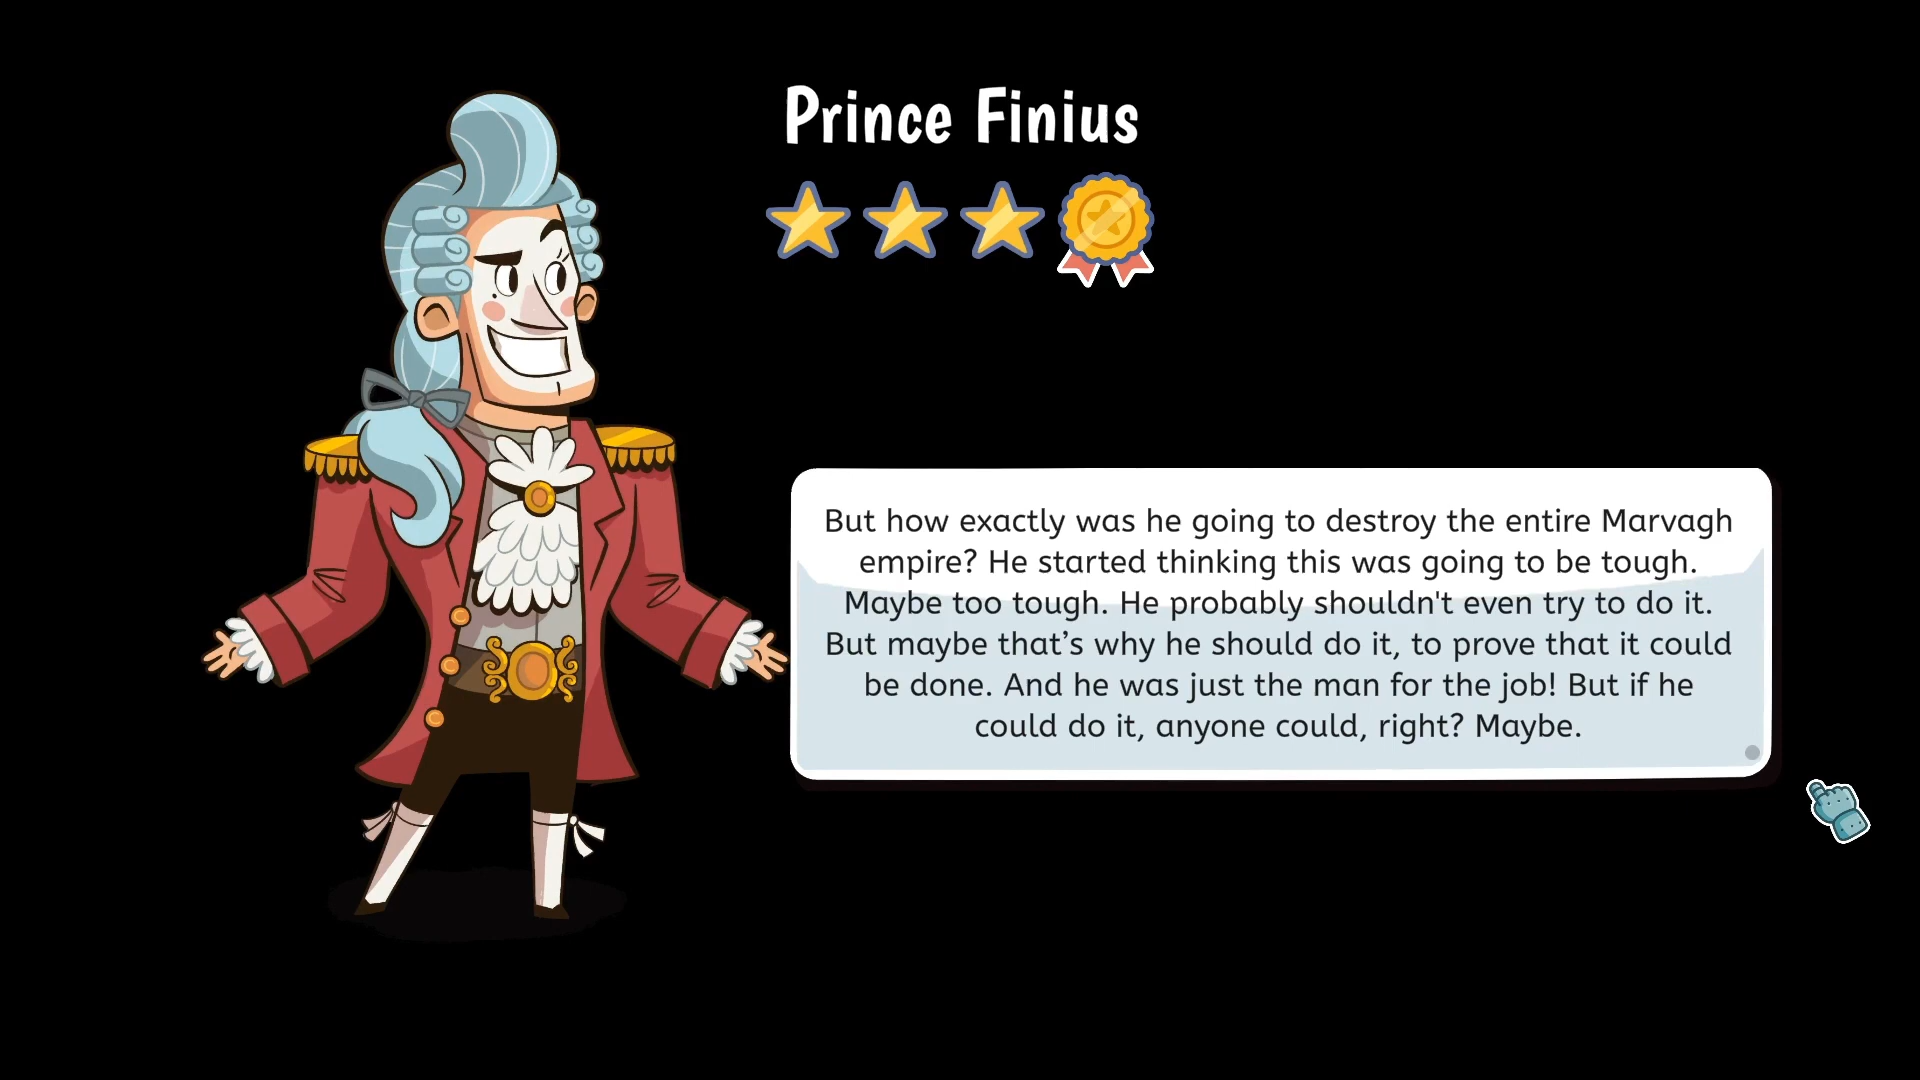 Prince Finius
But how exactly was he going to destroy the entire Marvagh
empire? He started thinking this was going to be tough.
Maybe too tough. He probably shouldn't even try to do it.
But maybe that’s why he should do it, to prove that it could
be done. And he was just the man for the job! But if he
could do it, anyone could, right? Maybe.